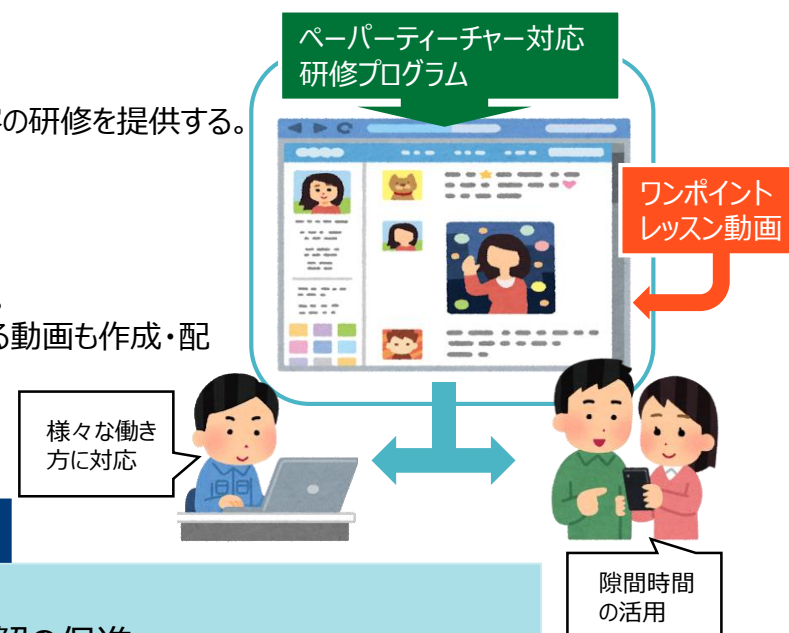 ペーパーティーチャー対応
研修プログラム
の研修を提供する。
ワンポイント
レッスン動画
る動画も作成・配
様々な働き
方に対応
隙間時間
の活用
の促進